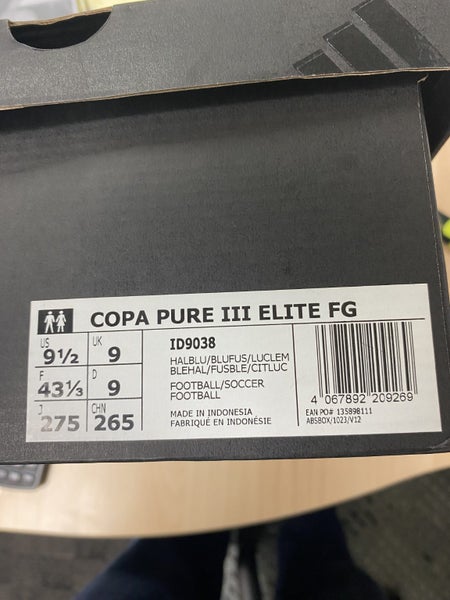 COPA PURE III ELITE FG
US UK
9½ 9
F D
43⅓ 9
J CHN
275 265
ID9038
HALBLU/BLUFUS/LUCLEM
BLEHAL/FUSBLE/CITLUC
FOOTBALL/SOCCER
FOOTBALL
MADE IN INDONESIA
FABRIQUÉ EN INDONÉSIE
4 067892 209269
EAN PO# 135898111
ABSBOX/1023/V12